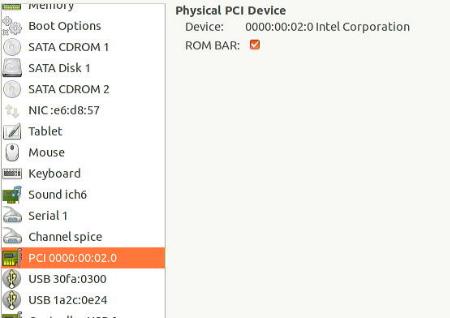 Memory
Boot Options
SATA CDROM 1
SATA Disk 1
SATA CDROM 2
NIC :e6:d8:57
Tablet
Mouse
Keyboard
Sound ich6
Serial 1
Channel spice
PCI 0000:00:02.0
USB 30fa:0300
USB 1a2c:0e24
Physical PCI Device
Device: 0000:00:02:0 Intel Corporation
ROM BAR: